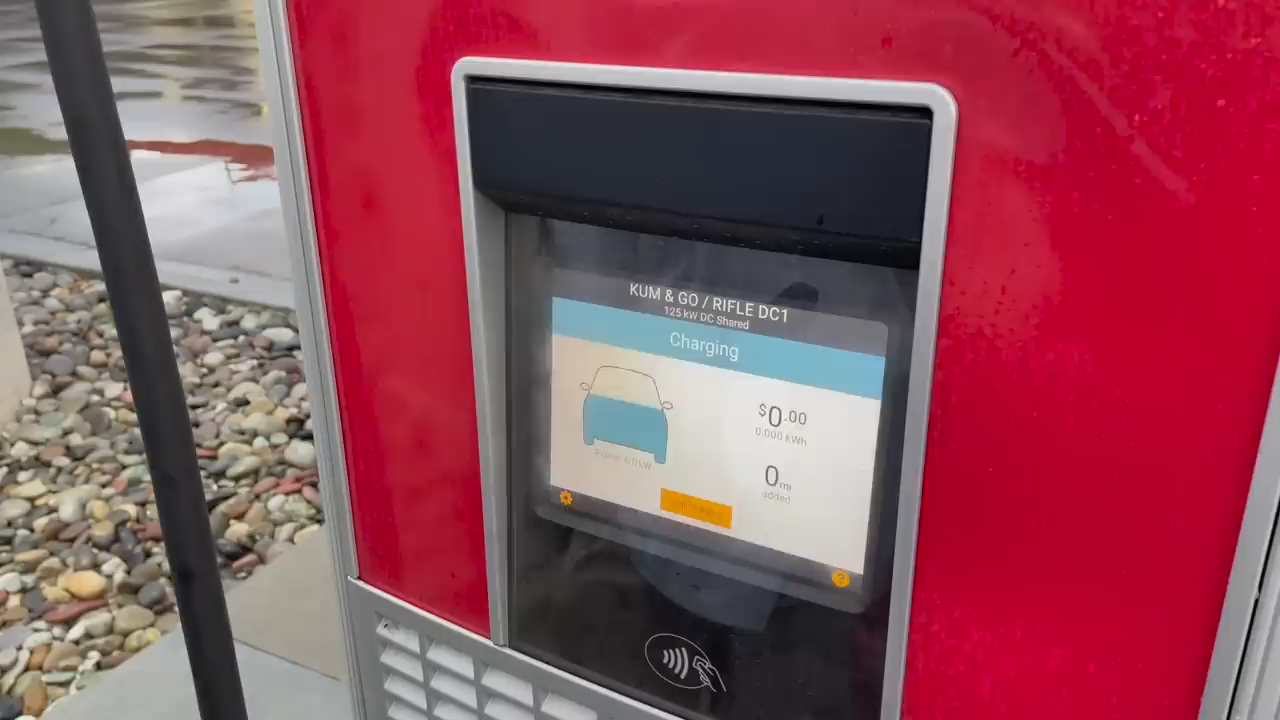 KUM & GO / RIFLE DC1
125 kW DC Shared
Charging
$0.00
0.000 kWh
0 mi
added
?